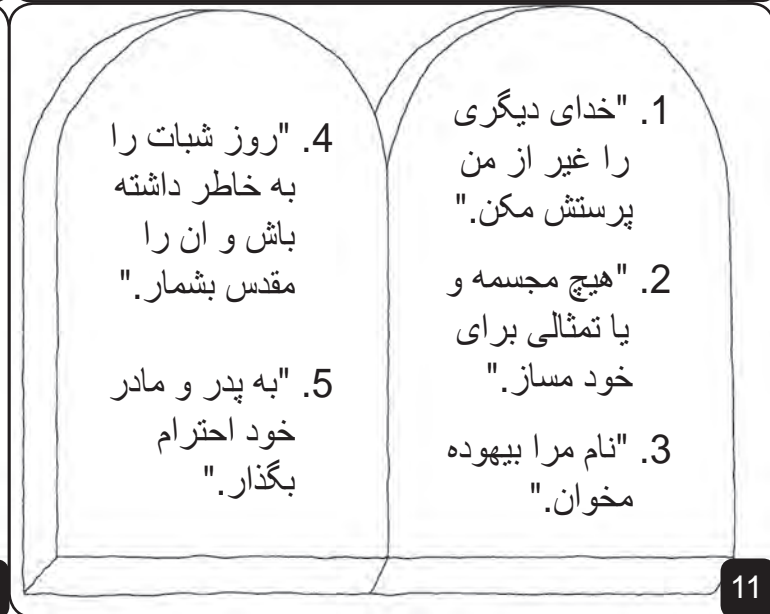 1. "خدای دیگری
را غیر از من
پرستش مکن."
2. "هیچ مجسمه و
یا تمثالی برای
خود مساز."
3. "نام مرا بیهوده
مخوان."
4. "روز شبات را
به خاطر داشته
باش و ان را
مقدس بشمار."
5. "به پدر و مادر
خود احترام
بگذار."
11